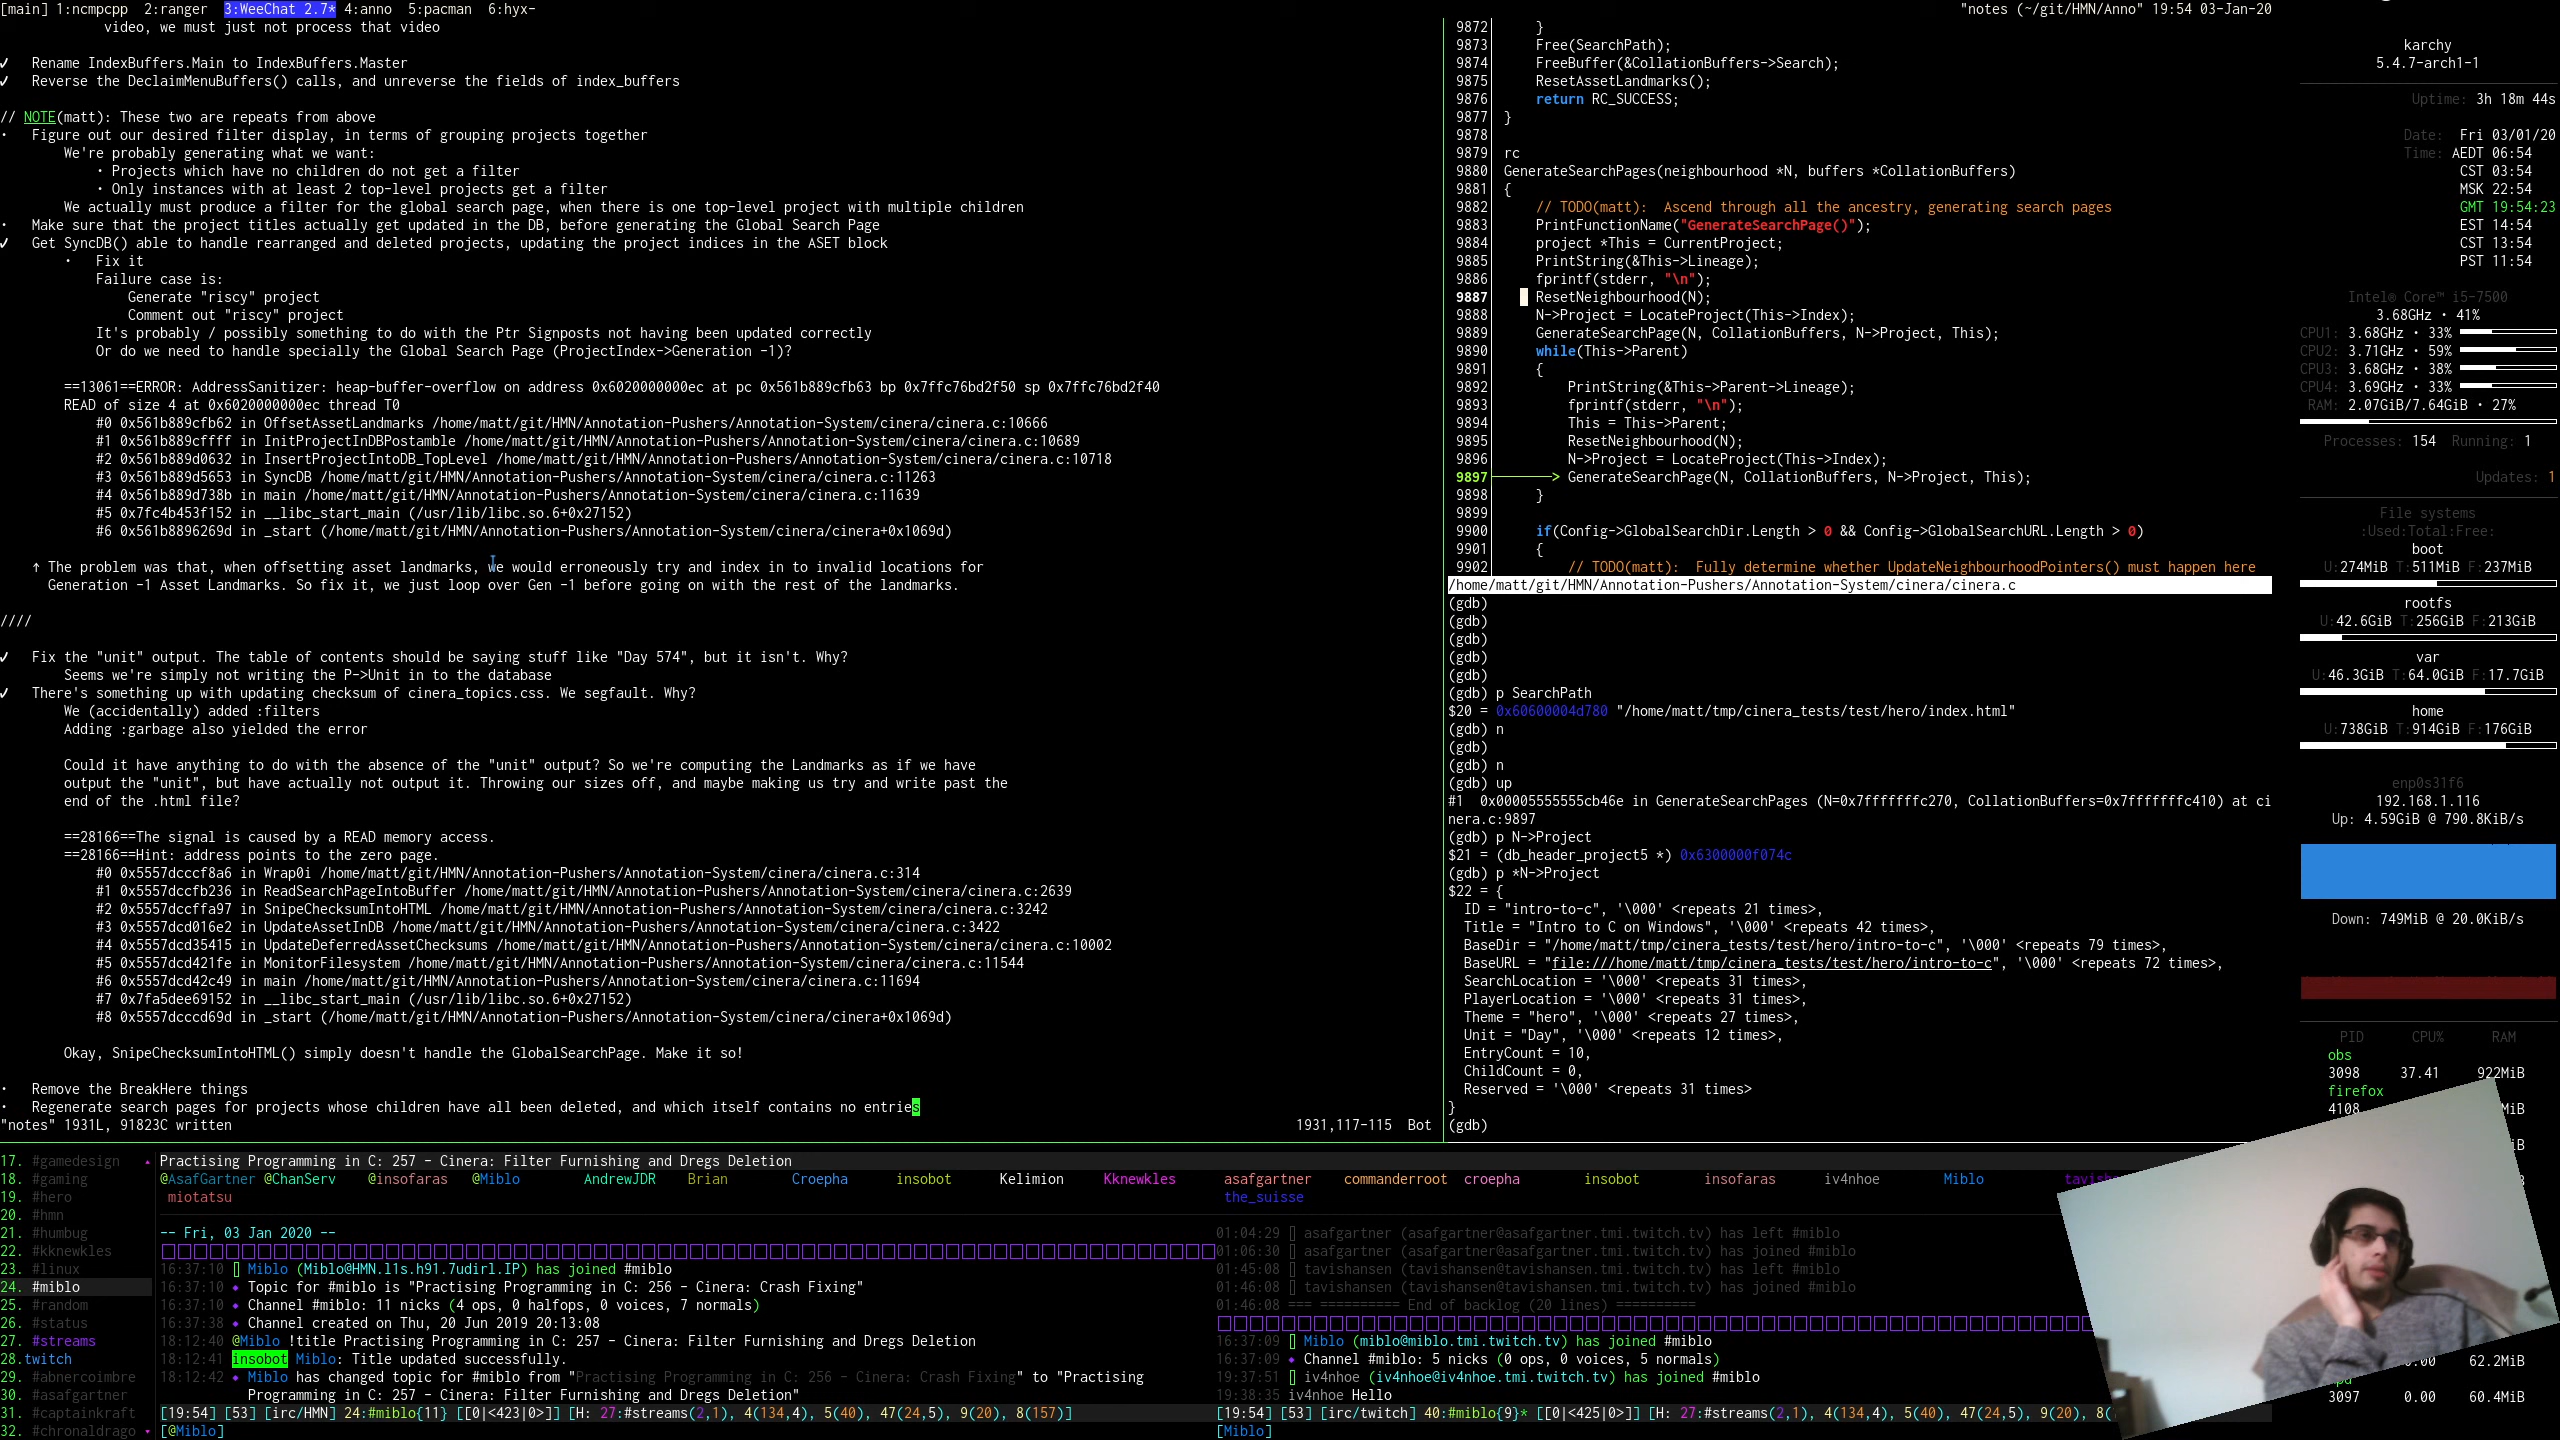 [main] 1:ncmpcpp  2:ranger  3:WeeChat 2.7* 4:anno  5:pacman  6:hyx-
"notes (~/git/HMN/Anno" 19:54 03-Jan-20
video, we must just not process that video
✔ Rename IndexBuffers.Main to IndexBuffers.Master
✔ Reverse the DeclaimMenuBuffers() calls, and unreverse the fields of index_buffers
// NOTE(matt): These two are repeats from above
· Figure out our desired filter display, in terms of grouping projects together
We're probably generating what we want:
· Projects which have no children do not get a filter
· Only instances with at least 2 top-level projects get a filter
We actually must produce a filter for the global search page, when there is one top-level project with multiple children
· Make sure that the project titles actually get updated in the DB, before generating the Global Search Page
✔ Get SyncDB() able to handle rearranged and deleted projects, updating the project indices in the ASET block
· Fix it
Failure case is:
Generate "riscy" project
Comment out "riscy" project
It's probably / possibly something to do with the Ptr Signposts not having been updated correctly
Or do we need to handle specially the Global Search Page (ProjectIndex->Generation -1)?
==13061==ERROR: AddressSanitizer: heap-buffer-overflow on address 0x6020000000ec at pc 0x561b889cfb63 bp 0x7ffc76bd2f50 sp 0x7ffc76bd2f40
READ of size 4 at 0x6020000000ec thread T0
#0 0x561b889cfb62 in OffsetAssetLandmarks /home/matt/git/HMN/Annotation-Pushers/Annotation-System/cinera/cinera.c:10666
#1 0x561b889cffff in InitProjectInDBPostamble /home/matt/git/HMN/Annotation-Pushers/Annotation-System/cinera/cinera.c:10689
#2 0x561b889d0632 in InsertProjectIntoDB_TopLevel /home/matt/git/HMN/Annotation-Pushers/Annotation-System/cinera/cinera.c:10718
#3 0x561b889d5653 in SyncDB /home/matt/git/HMN/Annotation-Pushers/Annotation-System/cinera/cinera.c:11263
#4 0x561b889d738b in main /home/matt/git/HMN/Annotation-Pushers/Annotation-System/cinera/cinera.c:11639
#5 0x7fc4b453f152 in __libc_start_main (/usr/lib/libc.so.6+0x27152)
#6 0x561b8896269d in _start (/home/matt/git/HMN/Annotation-Pushers/Annotation-System/cinera/cinera+0x1069d)
↑ The problem was that, when offsetting asset landmarks, we would erroneously try and index in to invalid locations for
Generation -1 Asset Landmarks. So fix it, we just loop over Gen -1 before going on with the rest of the landmarks.
////
✔ Fix the "unit" output. The table of contents should be saying stuff like "Day 574", but it isn't. Why?
Seems we're simply not writing the P->Unit in to the database
✔ There's something up with updating checksum of cinera_topics.css. We segfault. Why?
We (accidentally) added :filters
Adding :garbage also yielded the error
Could it have anything to do with the absence of the "unit" output? So we're computing the Landmarks as if we have
output the "unit", but have actually not output it. Throwing our sizes off, and maybe making us try and write past the
end of the .html file?
==28166==The signal is caused by a READ memory access.
==28166==Hint: address points to the zero page.
#0 0x5557dcccf8a6 in Wrap0i /home/matt/git/HMN/Annotation-Pushers/Annotation-System/cinera/cinera.c:314
#1 0x5557dccfb236 in ReadSearchPageIntoBuffer /home/matt/git/HMN/Annotation-Pushers/Annotation-System/cinera/cinera.c:2639
#2 0x5557dccffa97 in SnipeChecksumIntoHTML /home/matt/git/HMN/Annotation-Pushers/Annotation-System/cinera/cinera.c:3242
#3 0x5557dcd016e2 in UpdateAssetInDB /home/matt/git/HMN/Annotation-Pushers/Annotation-System/cinera/cinera.c:3422
#4 0x5557dcd35415 in UpdateDeferredAssetChecksums /home/matt/git/HMN/Annotation-Pushers/Annotation-System/cinera/cinera.c:10002
#5 0x5557dcd421fe in MonitorFilesystem /home/matt/git/HMN/Annotation-Pushers/Annotation-System/cinera/cinera.c:11544
#6 0x5557dcd42c49 in main /home/matt/git/HMN/Annotation-Pushers/Annotation-System/cinera/cinera.c:11694
#7 0x7fa5dee69152 in __libc_start_main (/usr/lib/libc.so.6+0x27152)
#8 0x5557dcccd69d in _start (/home/matt/git/HMN/Annotation-Pushers/Annotation-System/cinera/cinera+0x1069d)
Okay, SnipeChecksumIntoHTML() simply doesn't handle the GlobalSearchPage. Make it so!
· Remove the BreakHere things
· Regenerate search pages for projects whose children have all been deleted, and which itself contains no entries
"notes" 1931L, 91823C written 1931,117-115 Bot
9872 }
9873 Free(SearchPath);
9874 FreeBuffer(&CollationBuffers->Search);
9875 ResetAssetLandmarks();
9876 return RC_SUCCESS;
9877 }
9878
9879 rc
9880 GenerateSearchPages(neighbourhood *N, buffers *CollationBuffers)
9881 {
9882 // TODO(matt):  Ascend through all the ancestry, generating search pages
9883 PrintFunctionName("GenerateSearchPage()");
9884 project *This = CurrentProject;
9885 PrintString(&This->Lineage);
9886 fprintf(stderr, "\n");
9887 ResetNeighbourhood(N);
9888 N->Project = LocateProject(This->Index);
9889 GenerateSearchPage(N, CollationBuffers, N->Project, This);
9890 while(This->Parent)
9891 {
9892 PrintString(&This->Parent->Lineage);
9893 fprintf(stderr, "\n");
9894 This = This->Parent;
9895 ResetNeighbourhood(N);
9896 N->Project = LocateProject(This->Index);
9897 > GenerateSearchPage(N, CollationBuffers, N->Project, This);
9898 }
9899
9900 if(Config->GlobalSearchDir.Length > 0 && Config->GlobalSearchURL.Length > 0)
9901 {
9902 // TODO(matt):  Fully determine whether UpdateNeighbourhoodPointers() must happen here
/home/matt/git/HMN/Annotation-Pushers/Annotation-System/cinera/cinera.c
(gdb)
(gdb)
(gdb)
(gdb)
(gdb)
(gdb) p SearchPath
$20 = 0x60600004d780 "/home/matt/tmp/cinera_tests/test/hero/index.html"
(gdb) n
(gdb)
(gdb) n
(gdb) up
#1  0x00005555555cb46e in GenerateSearchPages (N=0x7fffffffc270, CollationBuffers=0x7fffffffc410) at ci
nera.c:9897
(gdb) p N->Project
$21 = (db_header_project5 *) 0x6300000f074c
(gdb) p *N->Project
$22 = {
ID = "intro-to-c", '\000' <repeats 21 times>,
Title = "Intro to C on Windows", '\000' <repeats 42 times>,
BaseDir = "/home/matt/tmp/cinera_tests/test/hero/intro-to-c", '\000' <repeats 79 times>,
BaseURL = "file:///home/matt/tmp/cinera_tests/test/hero/intro-to-c", '\000' <repeats 72 times>,
SearchLocation = '\000' <repeats 31 times>,
PlayerLocation = '\000' <repeats 31 times>,
Theme = "hero", '\000' <repeats 27 times>,
Unit = "Day", '\000' <repeats 12 times>,
EntryCount = 10,
ChildCount = 0,
Reserved = '\000' <repeats 31 times>
}
(gdb)
karchy
5.4.7-arch1-1
Uptime: 3h 18m 44s
Date: Fri 03/01/20
Time: AEDT 06:54
CST 03:54
MSK 22:54
GMT 19:54:23
EST 14:54
CST 13:54
PST 11:54
Intel® Core™ i5-7500
3.68GHz · 41%
CPU1: 3.68GHz · 33%
CPU2: 3.71GHz · 59%
CPU3: 3.68GHz · 38%
CPU4: 3.69GHz · 33%
RAM: 2.07GiB/7.64GiB · 27%
Processes: 154 Running: 1
Updates: 1
File systems
:Used:Total:Free:
boot
U:274MiB T:511MiB F:237MiB
rootfs
U:42.6GiB T:256GiB F:213GiB
var
U:46.3GiB T:64.0GiB F:17.7GiB
home
U:738GiB T:914GiB F:176GiB
enp0s31f6
192.168.1.116
Up: 4.59GiB @ 790.8KiB/s
Down: 749MiB @ 20.0KiB/s
PID CPU% RAM
obs
3098 37.41 922MiB
firefox
4108 MiB
62.2MiB
3097 0.00 60.4MiB
17. #gamedesign
18. #gaming
19. #hero
20. #hmn
21. #humbug
22. #kknewkles
23. #linux
24. #miblo
25. #random
26. #status
27. #streams
28.twitch
29. #abnercoimbre
30. #asafgartner
31. #captainkraft
32. #chronaldrago
Practising Programming in C: 257 - Cinera: Filter Furnishing and Dregs Deletion
@AsafGartner @ChanServ @insofaras @Miblo AndrewJDR Brian Croepha insobot Kelimion Kknewkles
miotatsu
-- Fri, 03 Jan 2020 --
16:37:10 Miblo (Miblo@HMN.l1s.h91.7udirl.IP) has joined #miblo
16:37:10 Topic for #miblo is "Practising Programming in C: 256 - Cinera: Crash Fixing"
16:37:10 Channel #miblo: 11 nicks (4 ops, 0 halfops, 0 voices, 7 normals)
16:37:38 Channel created on Thu, 20 Jun 2019 20:13:08
18:12:40 @Miblo !title Practising Programming in C: 257 - Cinera: Filter Furnishing and Dregs Deletion
18:12:41 insobot Miblo: Title updated successfully.
18:12:42 Miblo has changed topic for #miblo from "Practising Programming in C: 256 - Cinera: Crash Fixing" to "Practising
Programming in C: 257 - Cinera: Filter Furnishing and Dregs Deletion"
[19:54] [53] [irc/HMN] 24:#miblo{11} [[0|<423|0>]] [H: 27:#streams(2,1), 4(134,4), 5(40), 47(24,5), 9(20), 8(157)]
[@Miblo]
asafgartner commanderroot croepha insobot insofaras iv4nhoe Miblo
the_suisse
01:04:29 asafgartner (asafgartner@asafgartner.tmi.twitch.tv) has left #miblo
01:06:30 asafgartner (asafgartner@asafgartner.tmi.twitch.tv) has joined #miblo
01:45:08 tavishansen (tavishansen@tavishansen.tmi.twitch.tv) has left #miblo
01:46:08 tavishansen (tavishansen@tavishansen.tmi.twitch.tv) has joined #miblo
01:46:08 === ========== End of backlog (20 lines) ==========
16:37:09 Miblo (miblo@miblo.tmi.twitch.tv) has joined #miblo
16:37:09 Channel #miblo: 5 nicks (0 ops, 0 voices, 5 normals)
19:37:51 iv4nhoe (iv4nhoe@iv4nhoe.tmi.twitch.tv) has joined #miblo
19:38:35 iv4nhoe Hello
[19:54] [53] [irc/twitch] 40:#miblo{9}* [[0|<425|0>]] [H: 27:#streams(2,1), 4(134,4), 5(40), 47(24,5), 9(20), 8(
[Miblo]